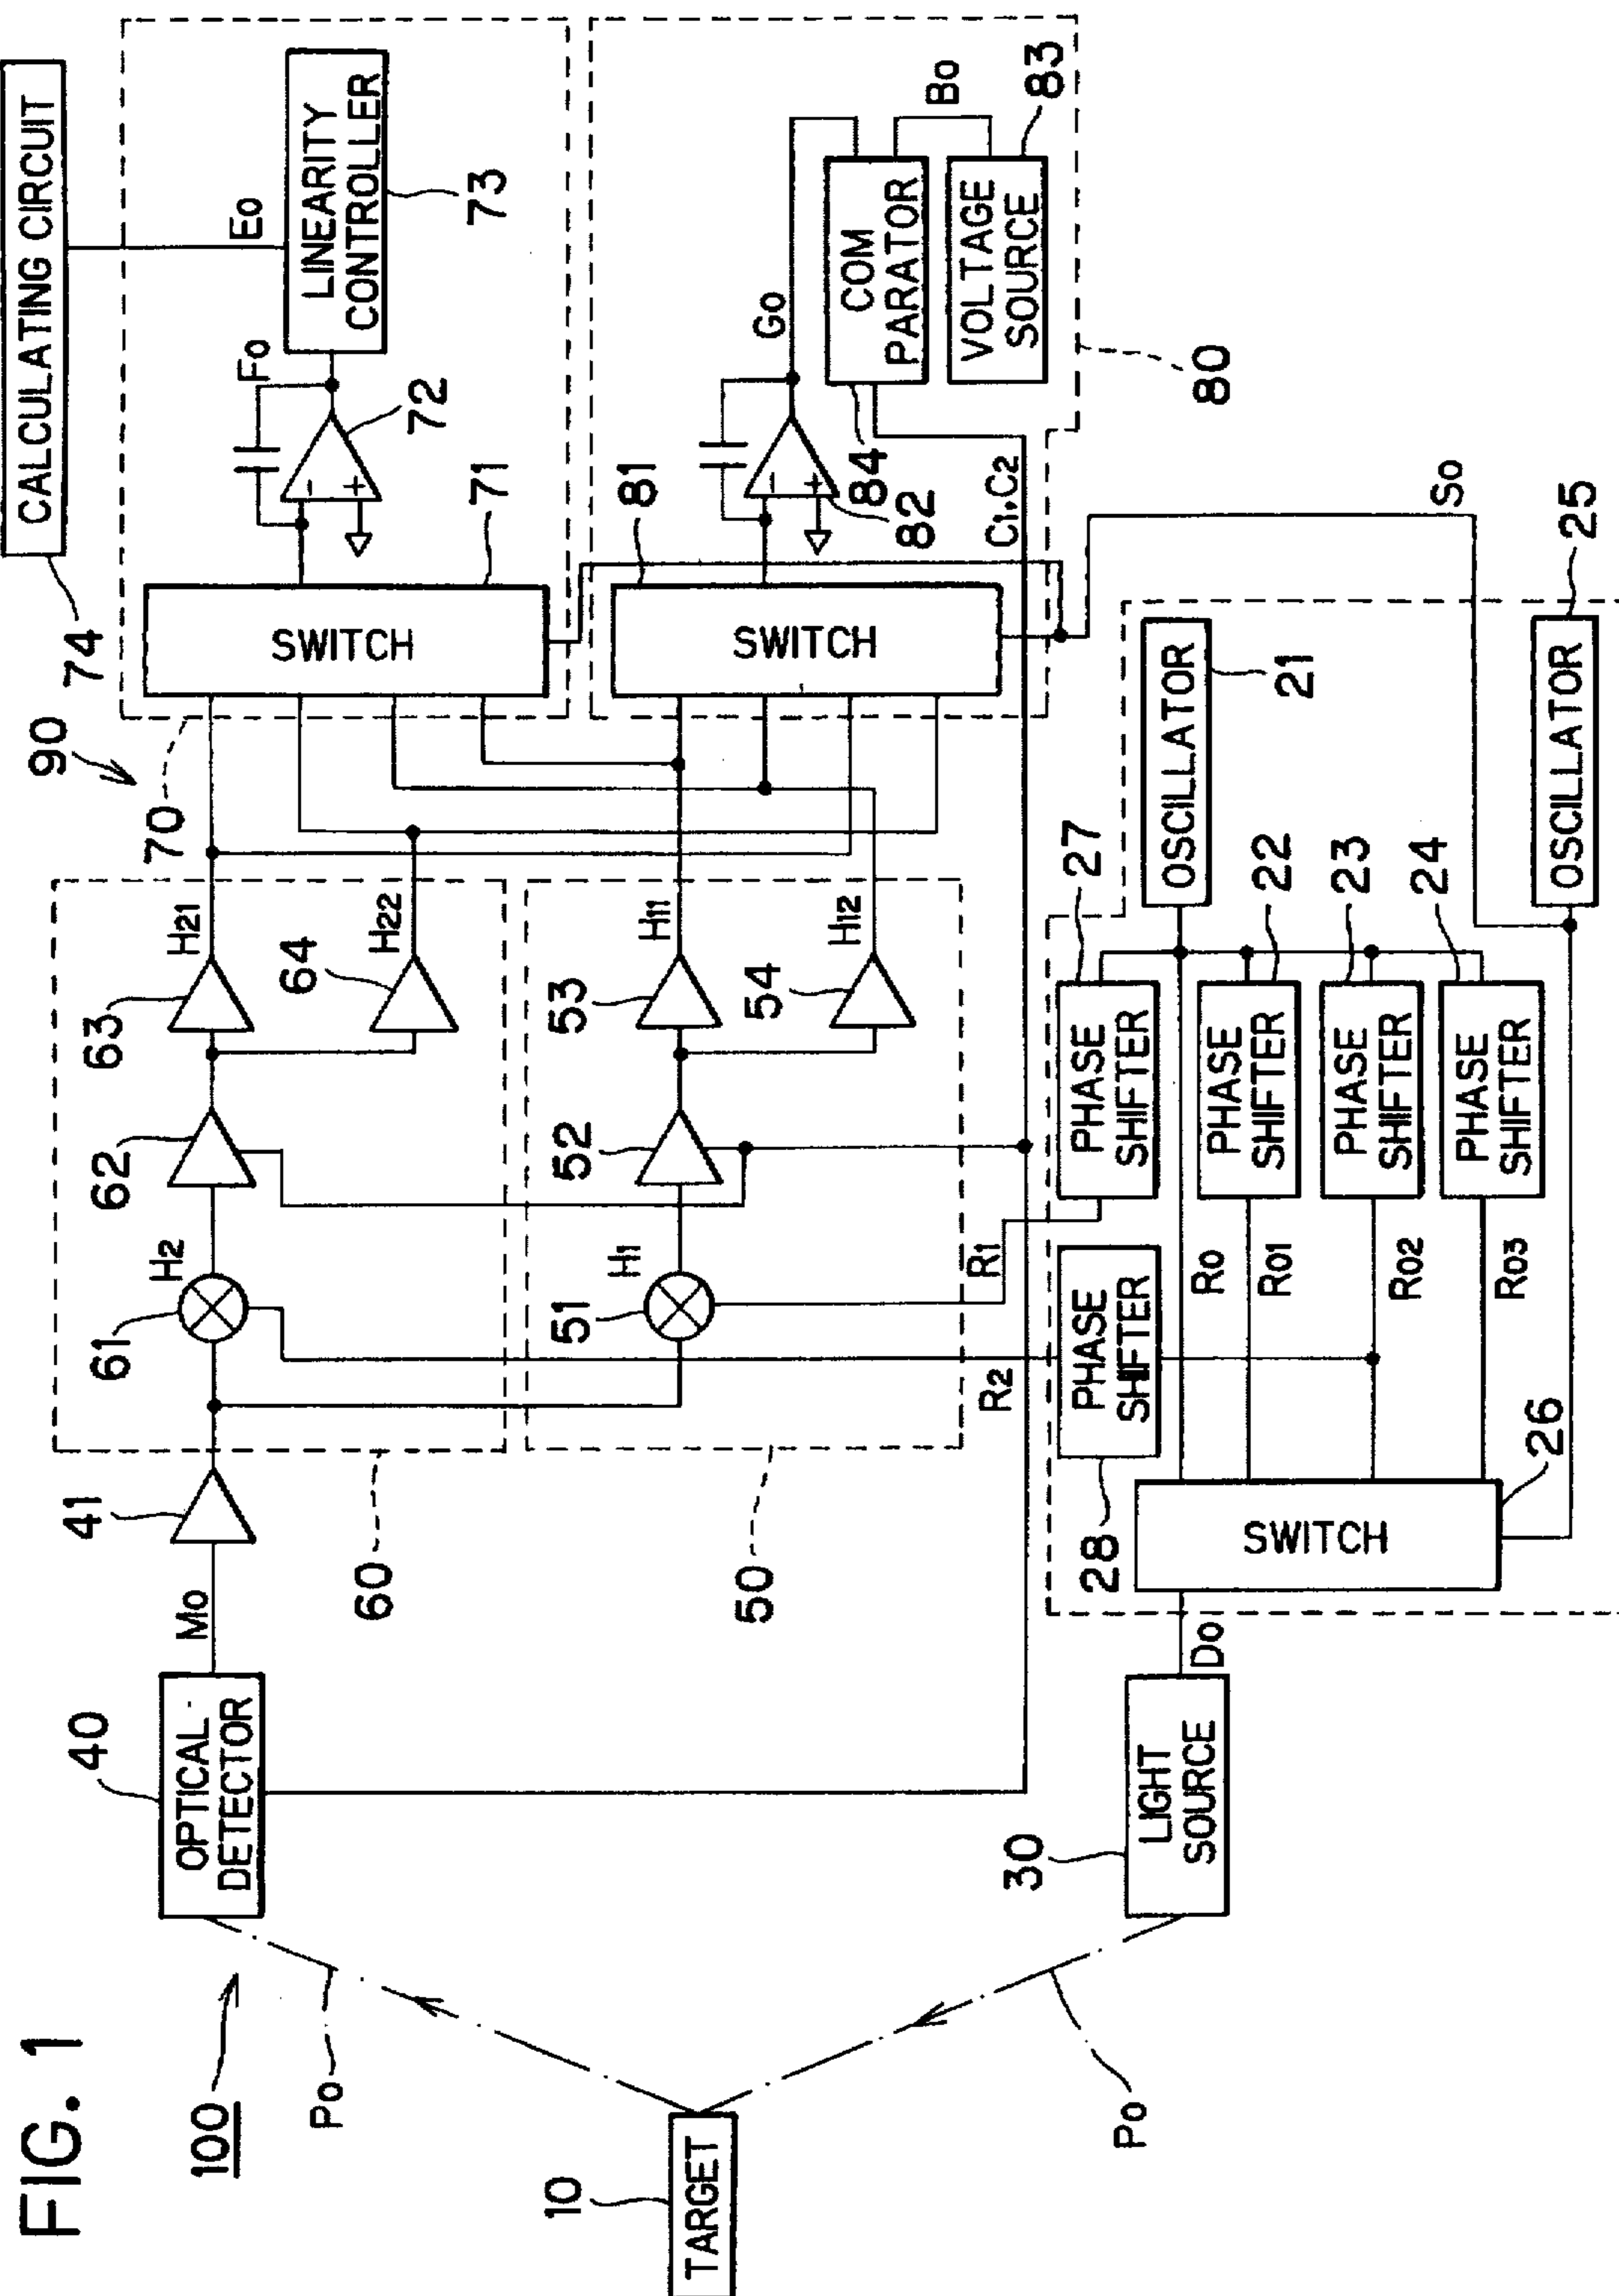 FIG. 1
100
CALCULATING CIRCUIT
74
90
70
Eo
LINEARITY
CONTROLLER
73
Fo
72
71
SWITCH
Go
COM
PARATOR
84
Bo
VOLTAGE
SOURCE
83
80
82
81
SWITCH
C1,C2
So
H21
63
H22
64
62
H2
61
60
H11
53
H12
54
52
H1
51
50
R1
R2
41
Mo
OPTICAL
DETECTOR
40
Po
10
TARGET
Po
30
LIGHT
SOURCE
Do
SWITCH
26
28
PHASE
SHIFTER
27
PHASE
SHIFTER
22
PHASE
SHIFTER
23
PHASE
SHIFTER
24
PHASE
SHIFTER
Ro
R01
R02
R03
OSCILLATOR
21
OSCILLATOR
25